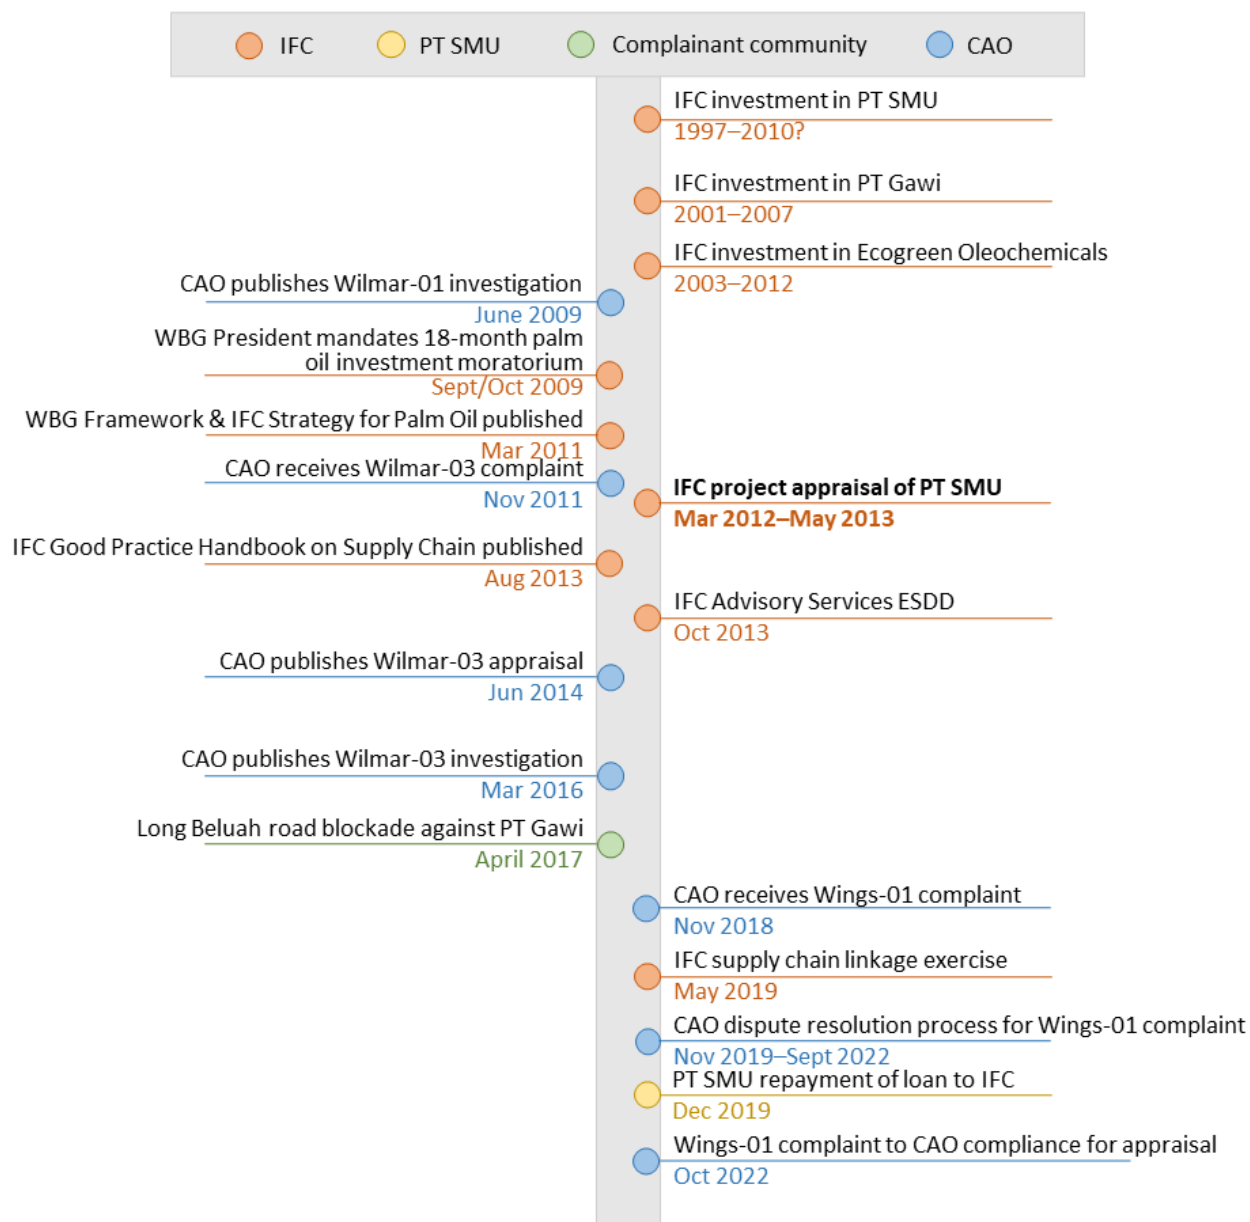 IFC PT SMU Complainant community CAO
IFC investment in PT SMU
1997–2010?
IFC investment in PT Gawi
2001–2007
IFC investment in Ecogreen Oleochemicals
2003–2012
CAO publishes Wilmar-01 investigation
June 2009
WBG President mandates 18-month palm
oil investment moratorium
Sept/Oct 2009
WBG Framework & IFC Strategy for Palm Oil published
Mar 2011
CAO receives Wilmar-03 complaint
Nov 2011
IFC project appraisal of PT SMU
Mar 2012–May 2013
IFC Good Practice Handbook on Supply Chain published
Aug 2013
IFC Advisory Services ESDD
Oct 2013
CAO publishes Wilmar-03 appraisal
Jun 2014
CAO publishes Wilmar-03 investigation
Mar 2016
Long Beluah road blockade against PT Gawi
April 2017
CAO receives Wings-01 complaint
Nov 2018
IFC supply chain linkage exercise
May 2019
CAO dispute resolution process for Wings-01 complaint
Nov 2019–Sept 2022
PT SMU repayment of loan to IFC
Dec 2019
Wings-01 complaint to CAO compliance for appraisal
Oct 2022